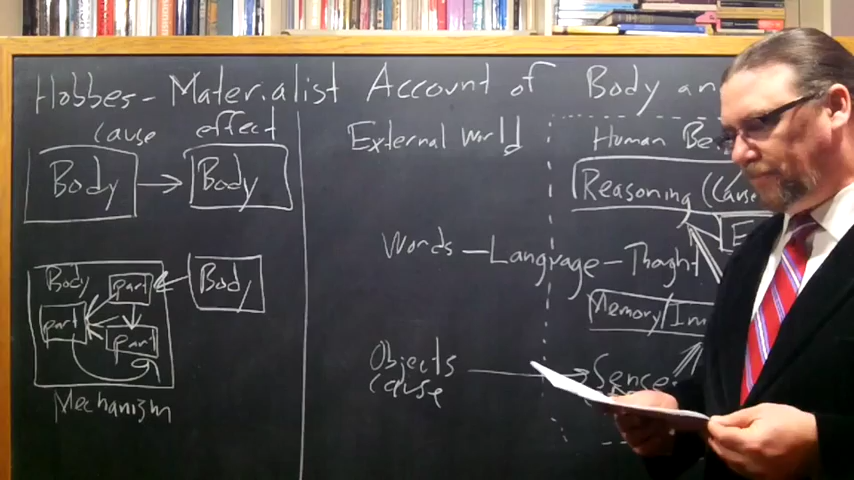 Hobbes - Materialist Account of Body an
cause effect
Body → Body
Body
part
part
part
Body
Mechanism
External World
Words — Language — Thought
Objects
cause
Human Be
Reasoning (Cause
E
Memory/Im
Sense